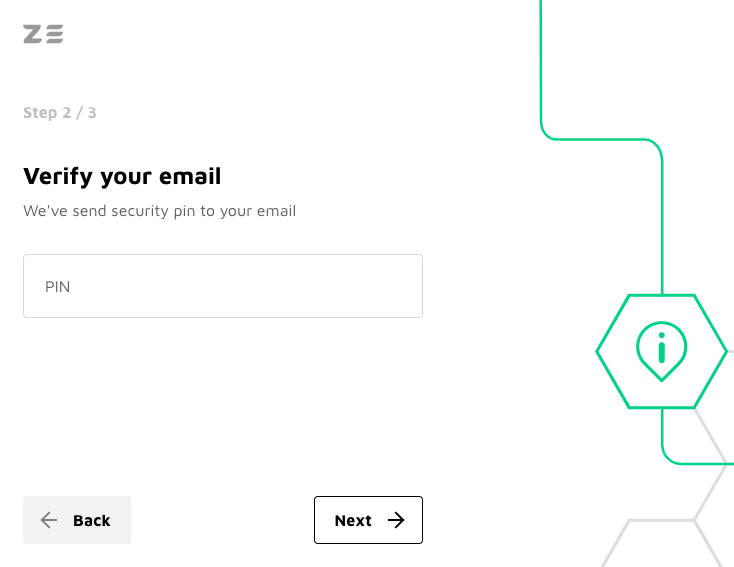 ZE
Step 2 / 3
Verify your email
We've send security pin to your email
PIN
Back
Next